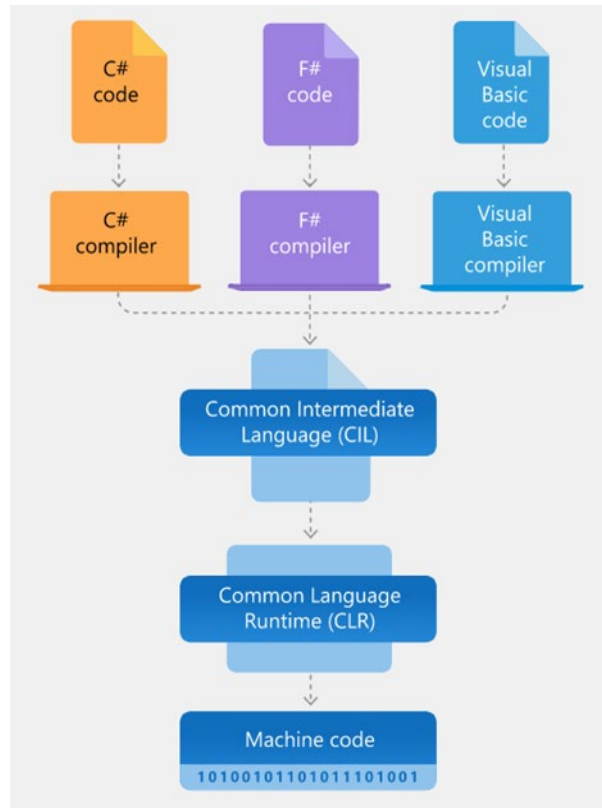 C#
code
F#
code
Visual
Basic
code
C#
compiler
F#
compiler
Visual
Basic
compiler
Common Intermediate
Language (CIL)
Common Language
Runtime (CLR)
Machine code
101001011010111101001